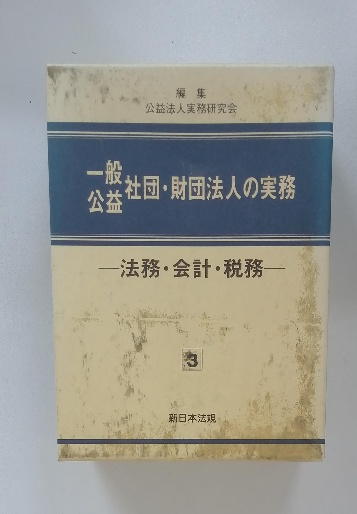 編集
公益法人実務研究会
一般
公益 社団・財団法人の実務
―法務・会計・税務―
3
新日本法規